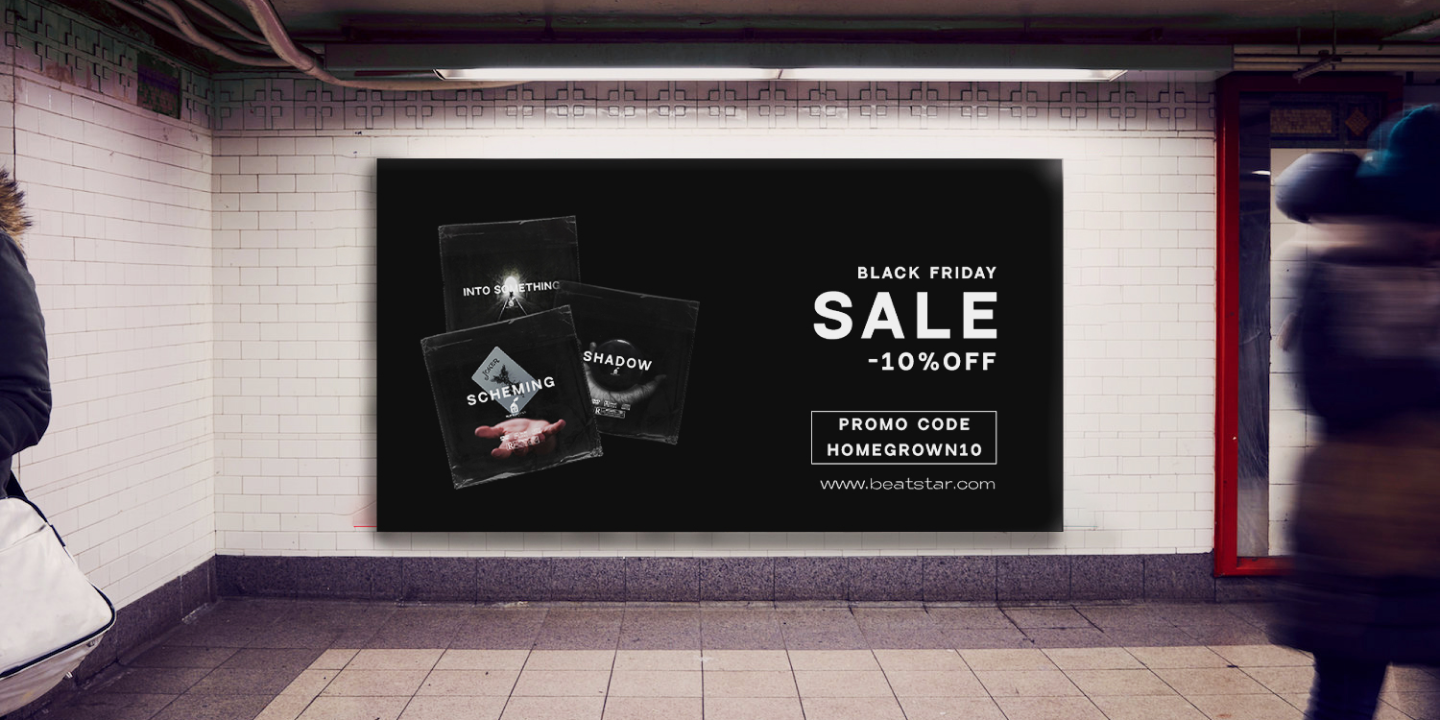 INTO SOMETHING
SHADOW
SCHEMING
BLACK FRIDAY
SALE
-10%OFF
PROMO CODE
HOMEGROWN10
www.beatstar.com